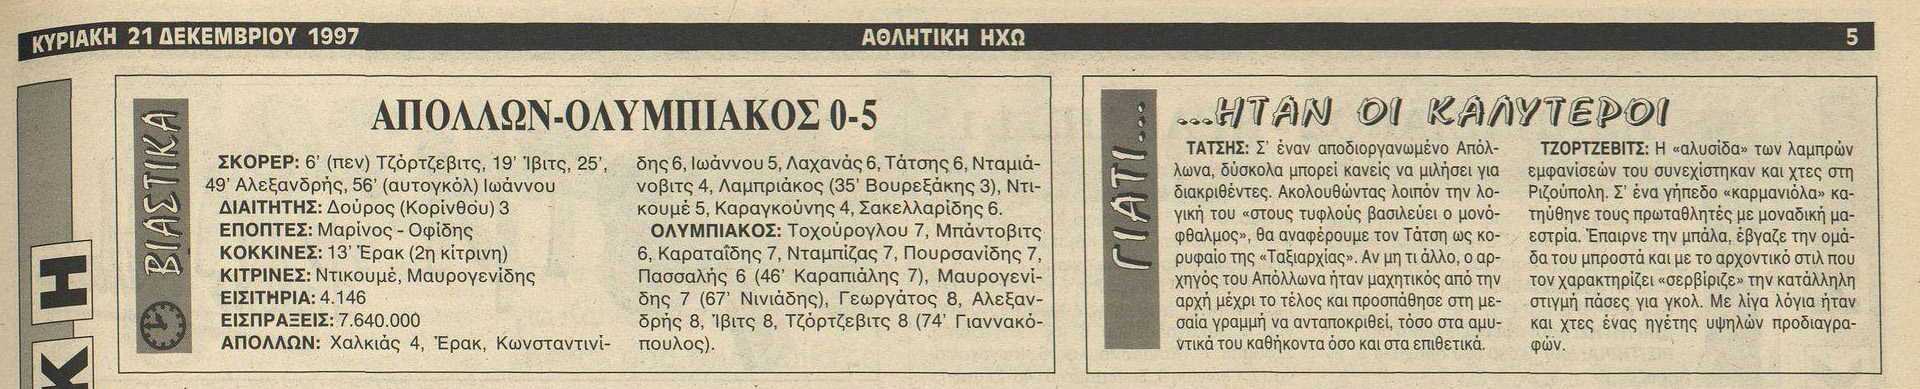 ΚΥΡΙΑΚΗ 21 ΔΕΚΕΜΒΡΙΟΥ 1997
ΑΘΛΗΤΙΚΗ ΗΧΩ
5
Κ Η
ΒΙΑΣΤΙΚΑ
ΑΠΟΛΛΩΝ-ΟΛΥΜΠΙΑΚΟΣ 0-5
ΣΚΟΡΕΡ: 6' (πεν) Τζόρτζεβιτς, 19' Ίβιτς, 25',
49' Αλεξανδρής, 56' (αυτογκόλ) Ιωάννου
ΔΙΑΙΤΗΤΗΣ: Δούρος (Κορίνθου) 3
ΕΠΟΠΤΕΣ: Μαρίνος - Οφίδης
ΚΟΚΚΙΝΕΣ: 13' Έρακ (2η κίτρινη)
ΚΙΤΡΙΝΕΣ: Ντικουμέ, Μαυρογενίδης
ΕΙΣΙΤΗΡΙΑ: 4.146
ΕΙΣΠΡΑΞΕΙΣ: 7.640.000
ΑΠΟΛΛΩΝ: Χαλκιάς 4, Έρακ, Κωνσταντινί-
δης 6, Ιωάννου 5, Λαχανάς 6, Τάτσης 6, Νταμιά-
νοβιτς 4, Λαμπριάκος (35' Βουρεξάκης 3), Ντι-
κουμέ 5, Καραγκούνης 4, Σακελλαρίδης 6.
ΟΛΥΜΠΙΑΚΟΣ: Τοχούρογλου 7, Μπάντοβιτς
6, Καραταΐδης 7, Νταμπίζας 7, Πουρσανίδης 7,
Πασσαλής 6 (46' Καραπιάλης 7), Μαυρογενί-
δης 7 (67' Νινιάδης), Γεωργάτος 8, Αλεξαν-
δρής 8, Ίβιτς 8, Τζόρτζεβιτς 8 (74' Γιαννακό-
πουλος).
ΓΙΑΤΙ...
...ΗΤΑΝ ΟΙ ΚΑΛΥΤΕΡΟΙ
ΤΑΤΣΗΣ: Σ' έναν αποδιοργανωμένο Απόλ-
λωνα, δύσκολα μπορεί κανείς να μιλήσει για
διακριθέντες. Ακολουθώντας λοιπόν την λο-
γική του «στους τυφλούς βασιλεύει ο μονό-
φθαλμος», θα αναφέρουμε τον Τάτση ως κο-
ρυφαίο της «Ταξιαρχίας». Αν μη τι άλλο, ο αρ-
χηγός του Απόλλωνα ήταν μαχητικός από την
αρχή μέχρι το τέλος και προσπάθησε στη με-
σαία γραμμή να ανταποκριθεί, τόσο στα αμυ-
ντικά του καθήκοντα όσο και στα επιθετικά.
ΤΖΟΡΤΖΕΒΙΤΣ: Η «αλυσίδα» των λαμπρών
εμφανίσεών του συνεχίστηκαν και χτες στη
Ριζούπολη. Σ' ένα γήπεδο «καρμανιόλα» κα-
τηύθηνε τους πρωταθλητές με μοναδική μα-
εστρία. Έπαιρνε την μπάλα, έβγαζε την ομά-
δα του μπροστά και με το αρχοντικό στιλ που
τον χαρακτηρίζει «σερβίριζε» την κατάλληλη
στιγμή πάσες για γκολ. Με λίγα λόγια ήταν
και χτες ένας ηγέτης υψηλών προδιαγρα-
φών.